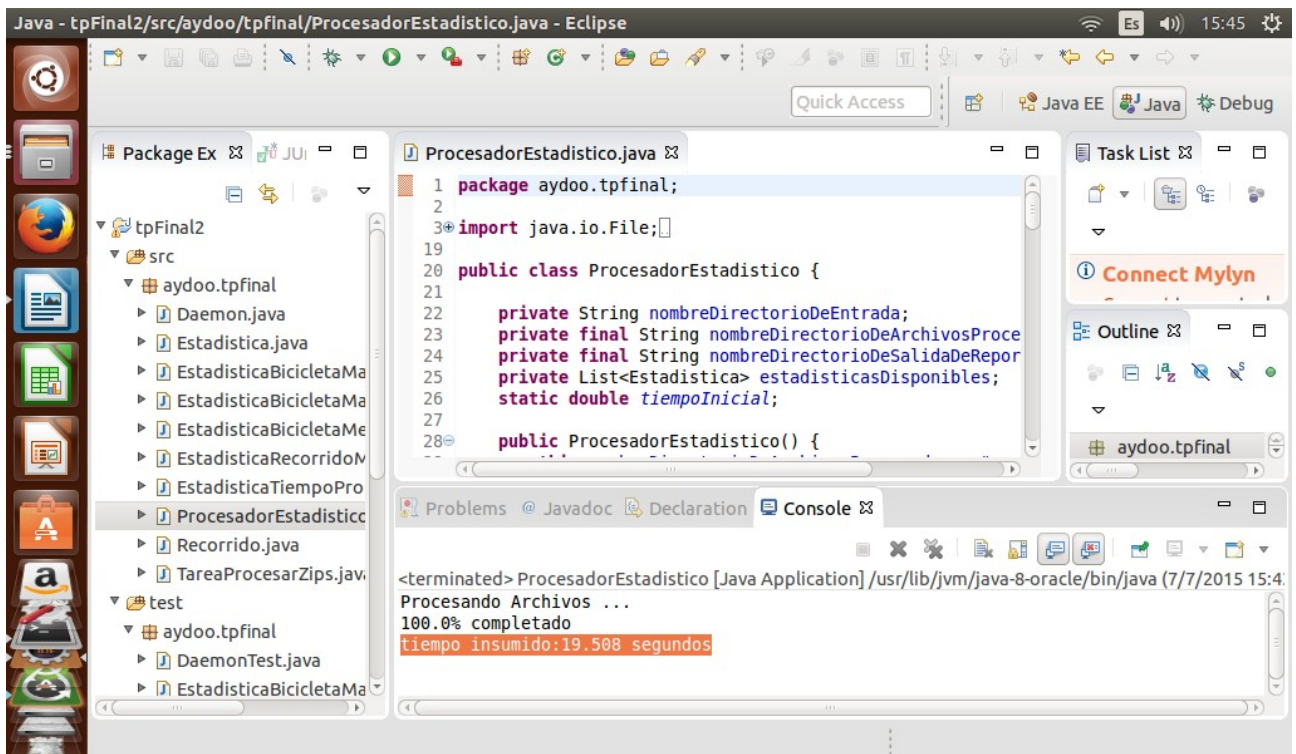 Java - tpFinal2/src/aydoo/tpfinal/ProcesadorEstadistico.java - Eclipse
Es 15:45
Quick Access
Java EE Java Debug
Package Ex JU
tpFinal2
src
aydoo.tpfinal
Daemon.java
Estadistica.java
EstadisticaBicicletaMa
EstadisticaBicicletaMa
EstadisticaBicicletaMe
EstadisticaRecorridoM
EstadisticaTiempoPro
ProcesadorEstadistico
Recorrido.java
TareaProcesarZips.java
test
aydoo.tpfinal
DaemonTest.java
EstadisticaBicicletaMa
ProcesadorEstadistico.java
1 package aydoo.tpfinal;
2
3 import java.io.File;
19
20 public class ProcesadorEstadistico {
21
22 private String nombreDirectorioDeEntrada;
23 private final String nombreDirectorioDeArchivosProce
24 private final String nombreDirectorioDeSalidaDeRepor
25 private List<Estadistica> estadisticasDisponibles;
26 static double tiempoInicial;
27
28 public ProcesadorEstadistico() {
Task List
Connect Mylyn
Outline
aydoo.tpfinal
Problems @ Javadoc Declaration Console
<terminated> ProcesadorEstadistico [Java Application] /usr/lib/jvm/java-8-oracle/bin/java (7/7/2015 15:4
Procesando Archivos ...
100.0% completado
tiempo insumido:19.508 segundos